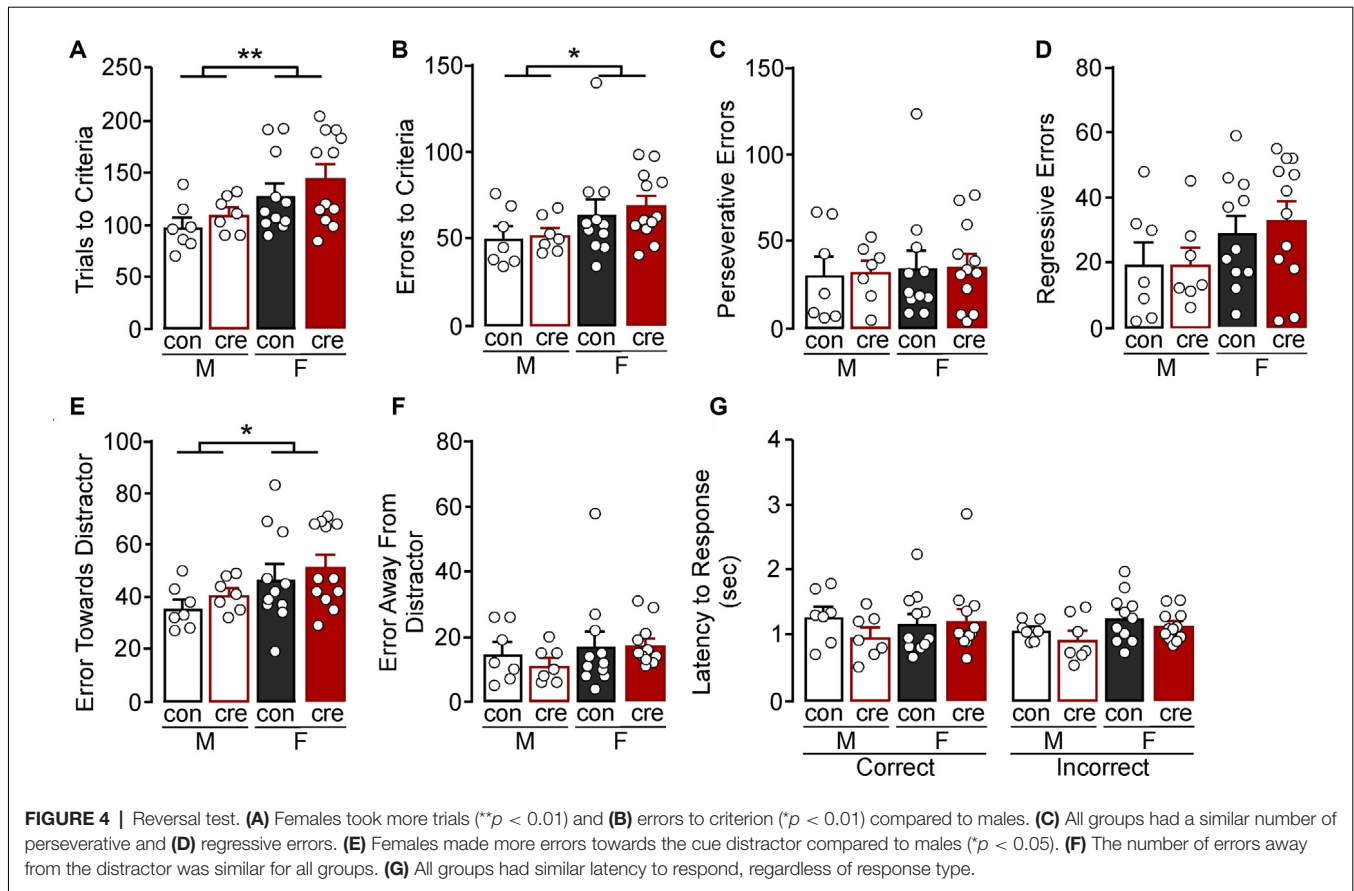 A
**
Trials to Criteria
250
200
150
100
50
0
con cre con cre
M F
B
*
Errors to Criteria
150
100
50
0
con cre con cre
M F
C
Perseverative Errors
150
100
50
0
con cre con cre
M F
D
Regressive Errors
80
60
40
20
0
con cre con cre
M F
E
*
Error Towards Distractor
100
80
60
40
20
0
con cre con cre
M F
F
Error Away From
Distractor
80
60
40
20
0
con cre con cre
M F
G
Latency to Response
(sec)
4
3
2
1
0
con cre con cre con cre con cre
M F M F
Correct Incorrect
FIGURE 4 | Reversal test. (A) Females took more trials (**p < 0.01) and (B) errors to criterion (*p < 0.01) compared to males. (C) All groups had a similar number of
perseverative and (D) regressive errors. (E) Females made more errors towards the cue distractor compared to males (*p < 0.05). (F) The number of errors away
from the distractor was similar for all groups. (G) All groups had similar latency to respond, regardless of response type.